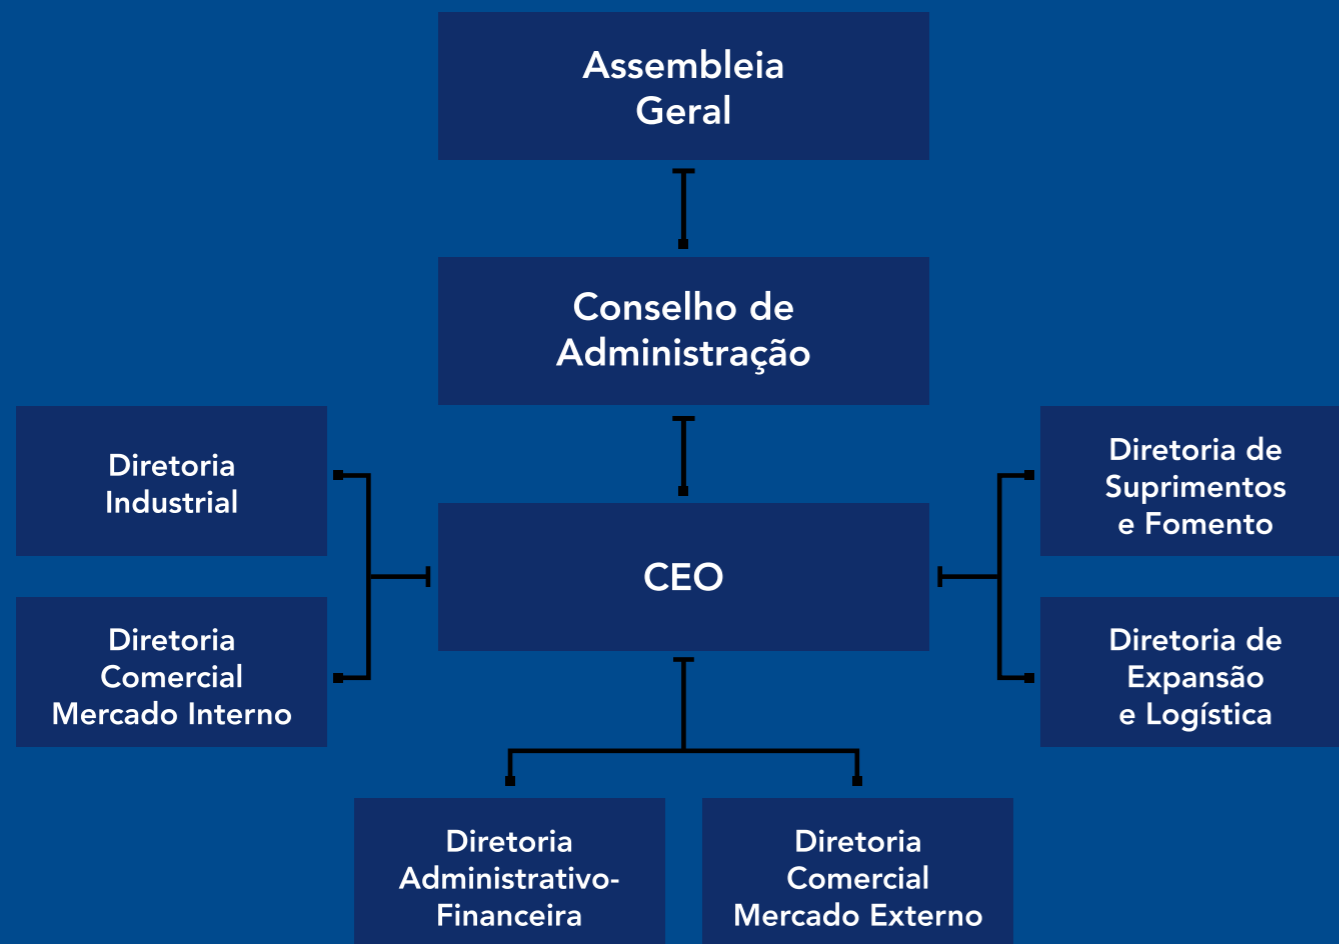 Assembleia
Geral
Conselho de
Administração
Diretoria
Industrial
Diretoria de
Suprimentos
e Fomento
CEO
Diretoria
Comercial
Mercado Interno
Diretoria de
Expansão
e Logística
Diretoria
Administrativo-
Financeira
Diretoria
Comercial
Mercado Externo